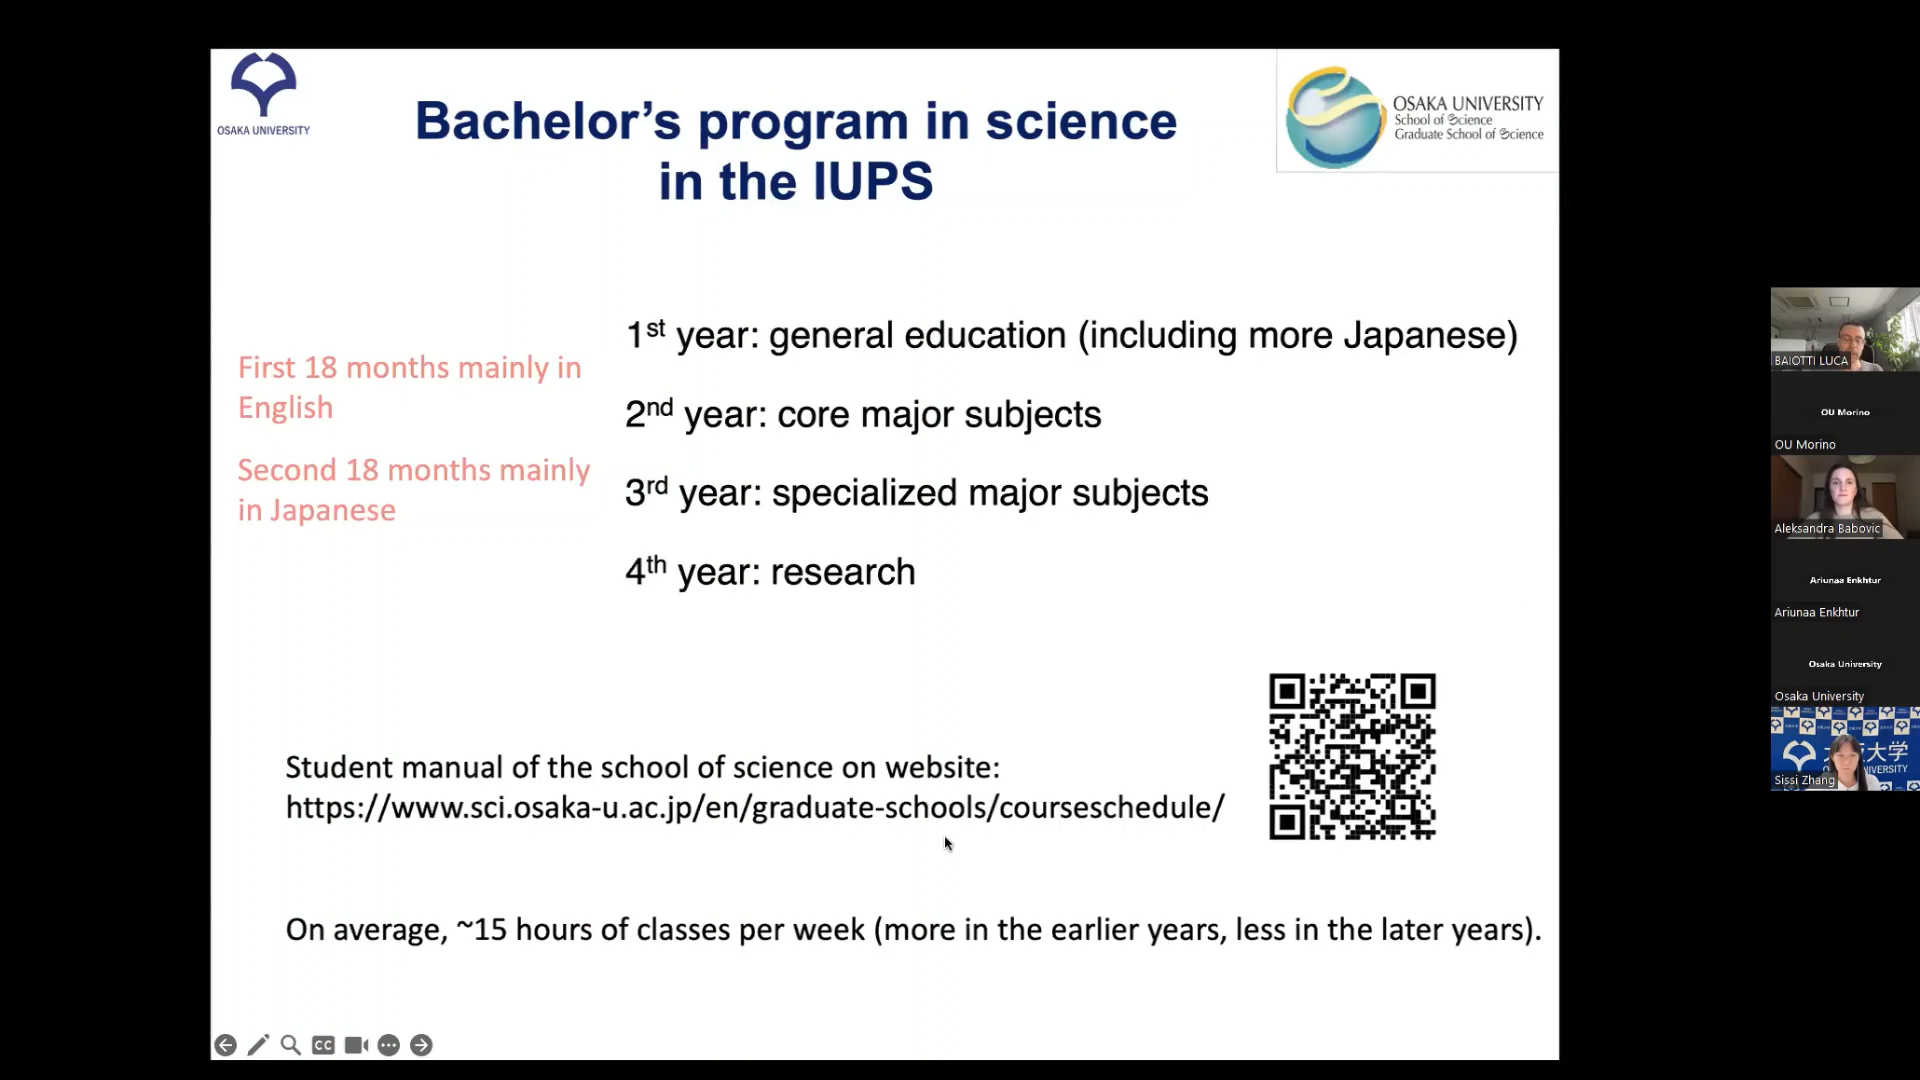 OSAKA UNIVERSITY
Bachelor's program in science
in the IUPS
OSAKA UNIVERSITY
School of Science
Graduate School of Science
First 18 months mainly in
English
Second 18 months mainly
in Japanese
1st year: general education (including more Japanese)
2nd year: core major subjects
3rd year: specialized major subjects
4th year: research
Student manual of the school of science on website:
https://www.sci.osaka-u.ac.jp/en/graduate-schools/courseschedule/
On average, ~15 hours of classes per week (more in the earlier years, less in the later years).
CC
BAIOTTI LUCA
OU Morino
OU Morino
Aleksandra Babovic
Ariunaa Enkhtur
Ariunaa Enkhtur
Osaka University
Osaka University
Sissi Zhang